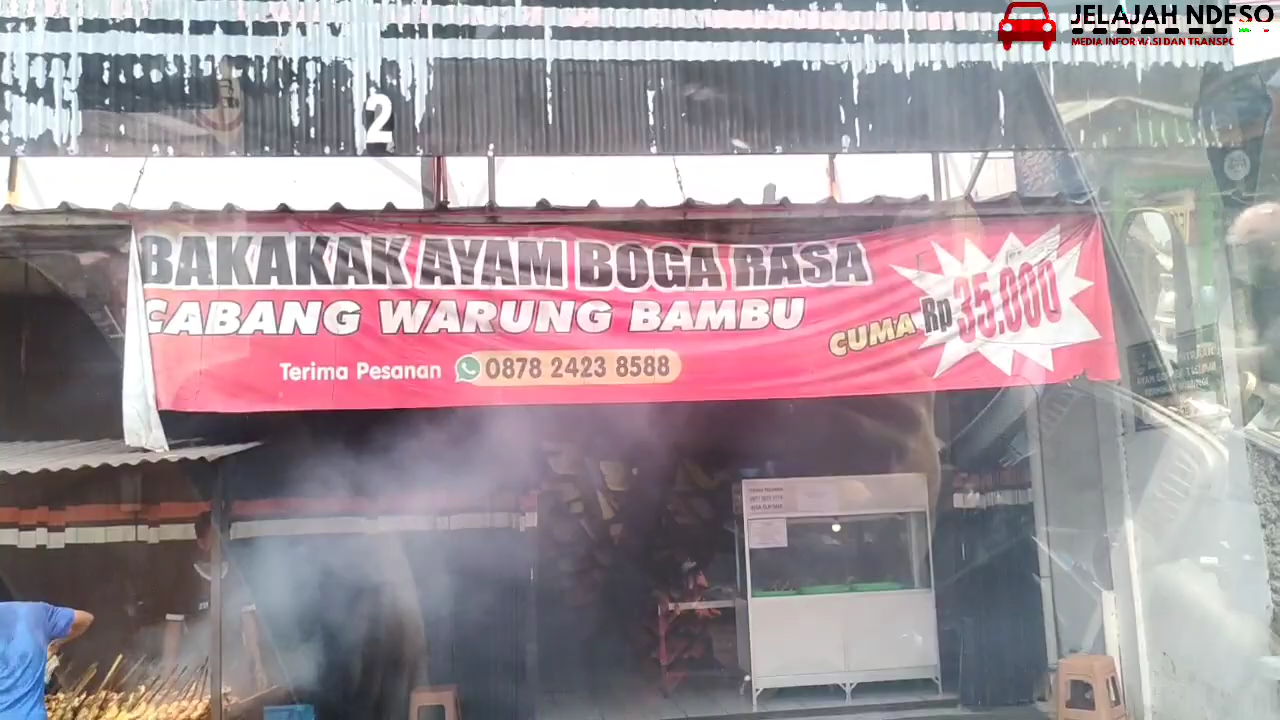 JELAJAH NDESO
2
BAKAKAK AYAM BOGA RASA
CABANG WARUNG BAMBU
CUMA Rp 35.000
Terima Pesanan 0878 2423 8588